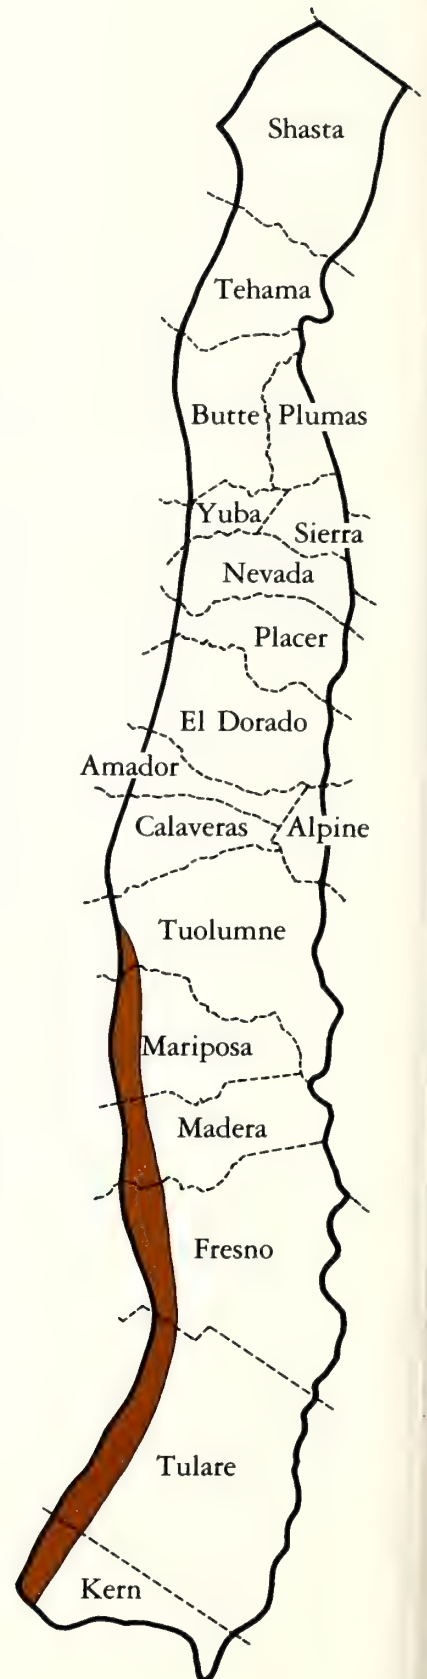 Shasta
Tehama
Butte Plumas
Yuba
Sierra
Nevada
Placer
El Dorado
Amador
Calaveras Alpine
Tuolumne
Mariposa
Madera
Fresno
Tulare
Kern